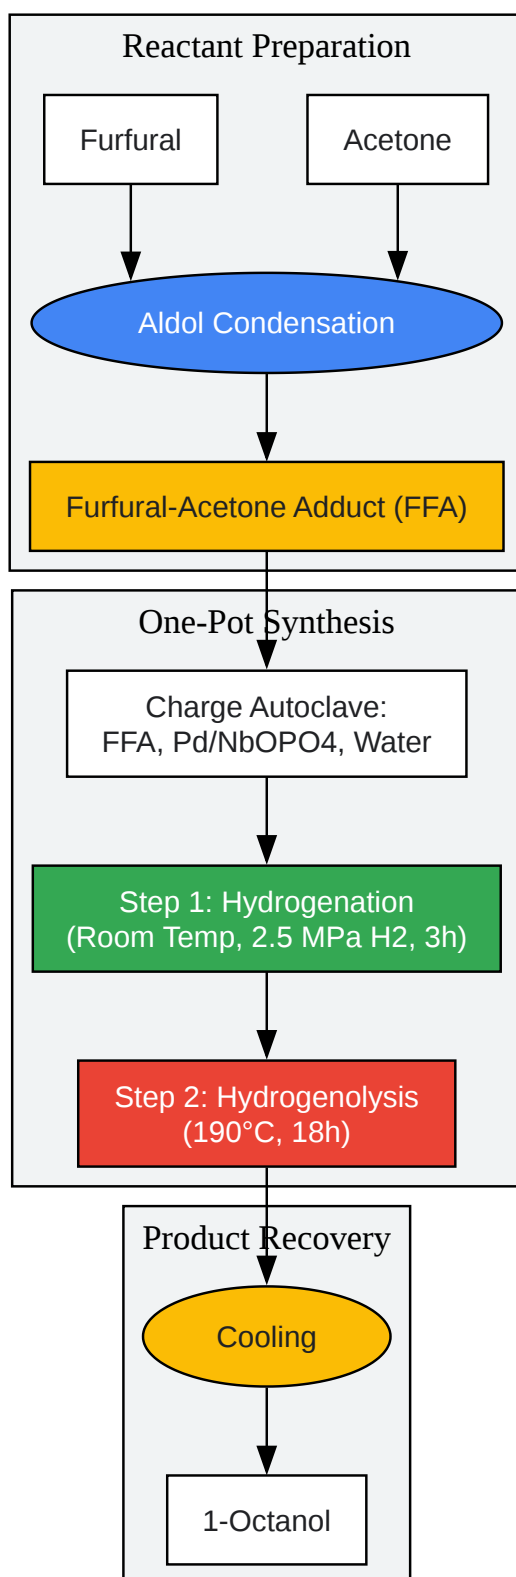 Reactant Preparation
Furfural
Acetone
Aldol Condensation
Furfural-Acetone Adduct (FFA)
One-Pot Synthesis
Charge Autoclave:
FFA, Pd/NbOPO4, Water
Step 1: Hydrogenation
(Room Temp, 2.5 MPa H2, 3h)
Step 2: Hydrogenolysis
(190°C, 18h)
Product Recovery
Cooling
1-Octanol